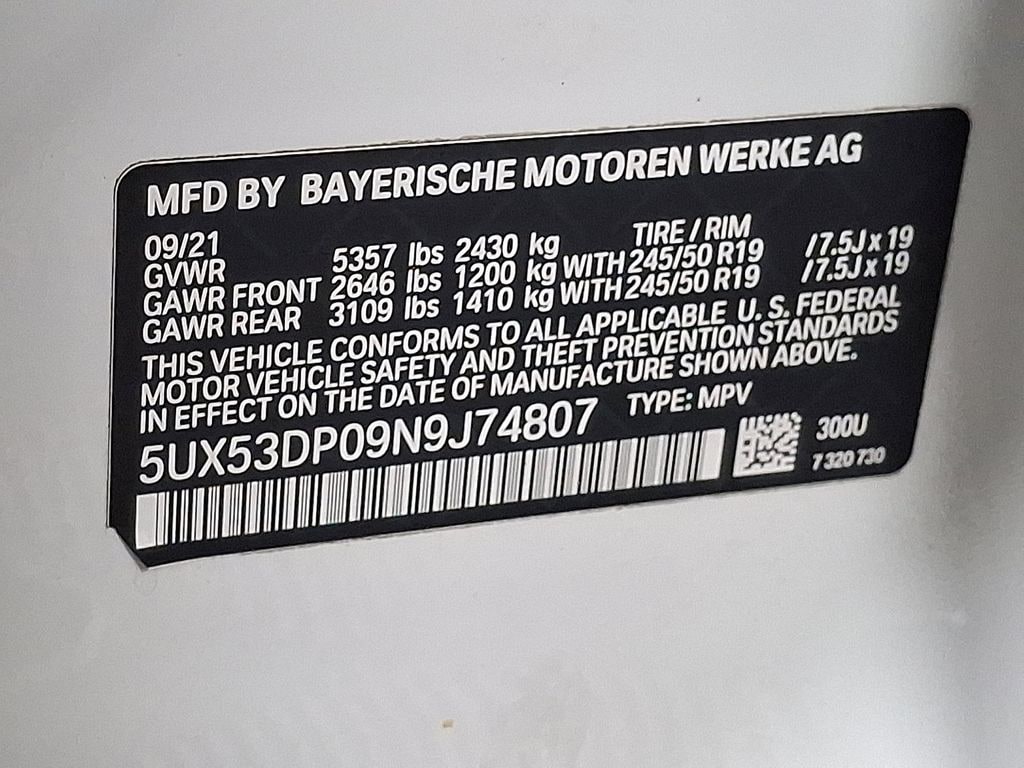 MFD BY BAYERISCHE MOTOREN WERKE AG
09/21 TIRE / RIM
GVWR 5357 lbs 2430 kg
GAWR FRONT 2646 lbs 1200 kg WITH 245/50 R19 /7.5J x 19
GAWR REAR 3109 lbs 1410 kg WITH 245/50 R19 /7.5J x 19
THIS VEHICLE CONFORMS TO ALL APPLICABLE U. S. FEDERAL
MOTOR VEHICLE SAFETY AND THEFT PREVENTION STANDARDS
IN EFFECT ON THE DATE OF MANUFACTURE SHOWN ABOVE.
5UX53DP09N9J74807 TYPE: MPV
300U
7 320 730